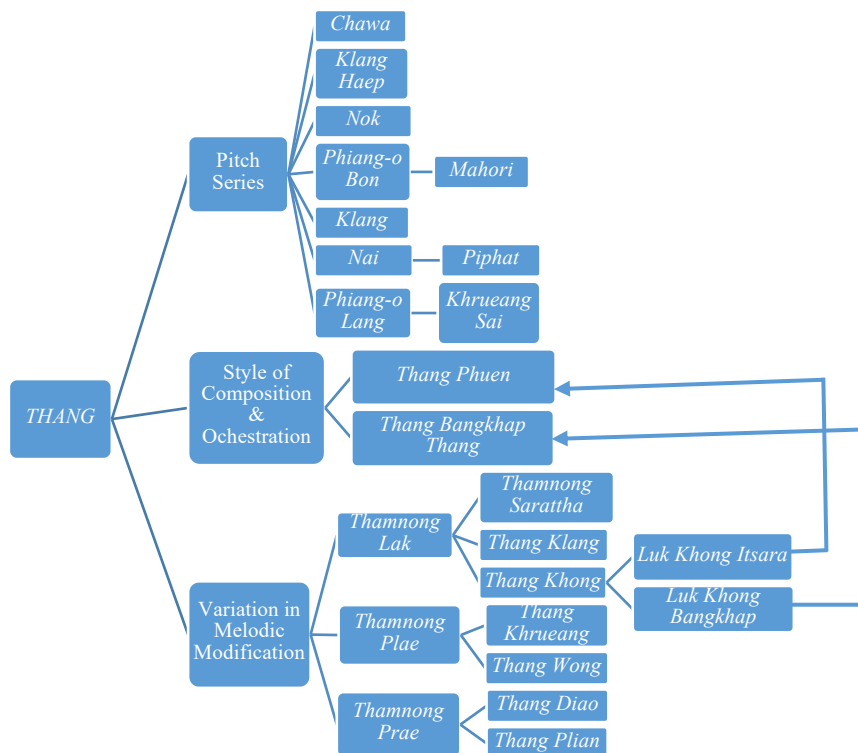 Chawa
Klang
Haep
Nok
Pitch
Series
Phiang-o
Bon
Mahori
Klang
Nai
Piphat
Phiang-o
Lang
Khrueang
Sai
THANG
Style of
Composition
&
Ochestration
Thang Phuen
Thang Bangkhap
Thang
Variation in
Melodic
Modification
Thamnong
Lak
Thamnong
Sarattha
Thang Klang
Thang Khong
Luk Khong Itsara
Luk Khong
Bangkhap
Thamnong
Plae
Thang
Khrueang
Thang Wong
Thamnong
Prae
Thang Diao
Thang Plian